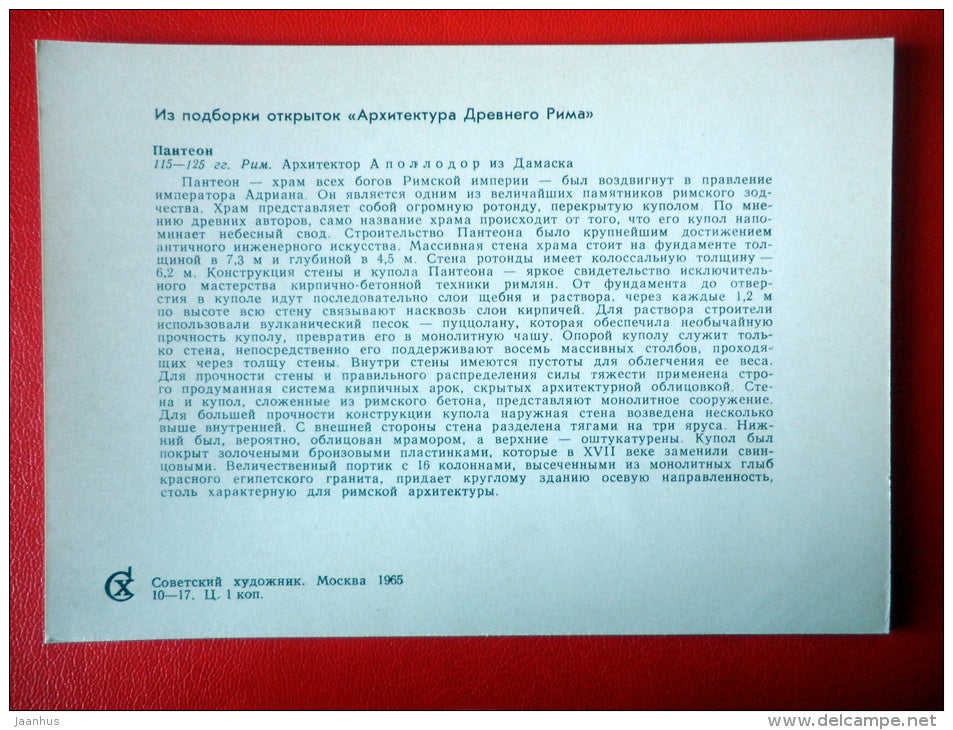 Из подборки открыток «Архитектура Древнего Рима»
Пантеон
115—125 гг. Рим. Архитектор Аполлодор из Дамаска
Пантеон — храм всех богов Римской империи — был воздвигнут в правление
императора Адриана. Он является одним из величайших памятников римского зод-
чества. Храм представляет собой огромную ротонду, перекрытую куполом. По мне-
нию древних авторов, само название храма происходит от того, что его купол напо-
минает небесный свод. Строительство Пантеона было крупнейшим достижением
античного инженерного искусства. Массивная стена храма стоит на фундаменте тол-
щиной в 7,3 м и глубиной в 4,5 м. Стена ротонды имеет колоссальную толщину —
6,2 м. Конструкция стены и купола Пантеона — яркое свидетельство исключитель-
ного мастерства кирпично-бетонной техники римлян. От фундамента до отвер-
стия в куполе идут последовательно слои щебня и раствора, через каждые 1,2 м
по высоте всю стену связывают насквозь слои кирпичей. Для раствора строители
использовали вулканический песок — пуццолану, которая обеспечила необычайную
прочность куполу, превратив его в монолитную чашу. Опорой куполу служит толь-
ко стена, непосредственно его поддерживают восемь массивных столбов, проходя-
щих через толщу стены. Внутри стены имеются пустоты для облегчения ее веса.
Для прочности стены и правильного распределения силы тяжести применена стро-
го продуманная система кирпичных арок, скрытых архитектурной облицовкой. Сте-
на и купол, сложенные из римского бетона, представляют монолитное сооружение.
Для большей прочности конструкции купола наружная стена возведена несколько
выше внутренней. С внешней стороны стена разделена тягами на три яруса. Ниж-
ний был, вероятно, облицован мрамором, а верхние — оштукатурены. Купол был
покрыт золочеными бронзовыми пластинками, которые в XVII веке заменили свин-
цовыми. Величественный портик с 16 колоннами, высеченными из монолитных глыб
красного египетского гранита, придает круглому зданию осевую направленность,
столь характерную для римской архитектуры.
СХ
Советский художник. Москва 1965
10—17. Ц. 1 коп.
jaanhus
www.delcampe.net